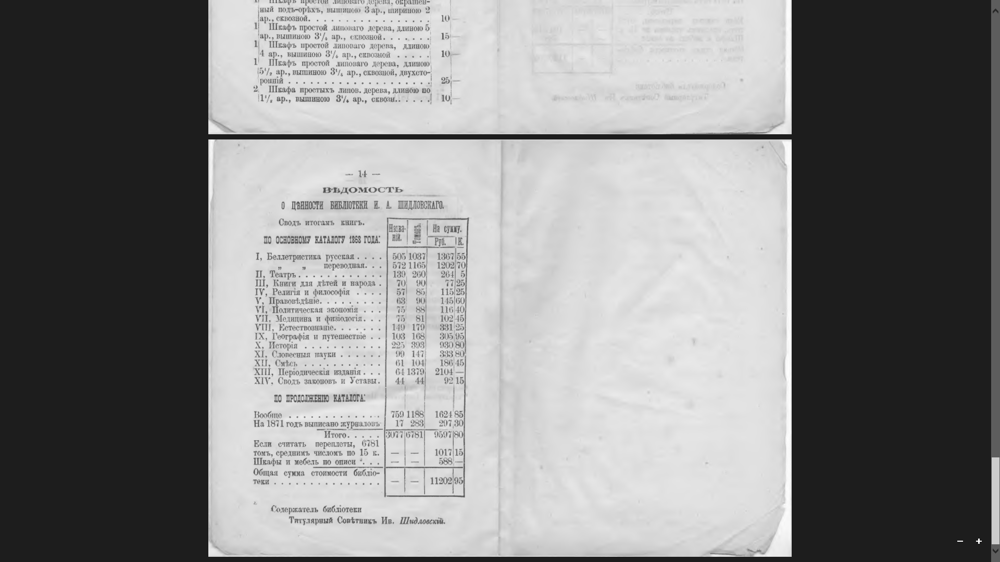 1 Шкафъ простой липоваго дерева, окрашен-
ный подъ-орѣхъ, вышиною 3 ар., шириною 2
ар., сквозной. . . . . . . . . . . . . . . . . 10 —
1 Шкафъ простой липоваго дерева, длиною 5
ар., вышиною 3¹/₄ ар., сквозной. . . . . . . 15 —
1 Шкафъ простой липоваго дерева, длиною
4 ар., вышиною 3¹/₄ ар., сквозной . . . . . 10 —
1 Шкафъ простой липоваго дерева, длиною
5¹/₂ ар., вышиною 3¹/₄ ар., сквозной, двухсто-
ронній . . . . . . . . . . . . . . . . . . . . 25 —
2 Шкафа простыхъ липов. дерева, длиною по
1¹/₂ ар., вышиною 3¹/₄ ар., сквозн. . . . . . 10 —
— 14 —
ВѢДОМОСТЬ
О ЦѢННОСТИ БИБЛІОТЕКИ И. А. ШИДЛОВСКАГО.
Сводъ итогамъ книгъ.
ПО ОСНОВНОМУ КАТАЛОГУ 1868 ГОДА:
Назва-ній. Томовъ. На сумму.
Руб. К.
I, Беллетристика русская . . . . 505 1037 1367 55
„ „ переводная. . . 572 1165 1202 70
II, Театръ . . . . . . . . . . . . 139 260 264 5
III, Книги для дѣтей и народа . 70 90 77 25
IV, Религія и философія . . . . 57 85 115 25
V, Правовѣдѣніе. . . . . . . . . 63 90 145 60
VI, Политическая экономія . . . 75 88 116 40
VII, Медицина и физіологія. . . 75 81 102 45
VIII, Естествознаніе. . . . . . . 149 179 331 25
IX, Географія и путешествіе . . 103 168 305 95
X, Исторія . . . . . . . . . . . 225 393 930 80
XI, Словесныя науки . . . . . . 99 147 333 80
XII, Смѣсь . . . . . . . . . . . 61 104 186 45
XIII, Періодическія изданія . . . 64 1379 2104 —
XIV, Сводъ законовъ и Уставы. 44 44 92 15
ПО ПРОДОЛЖЕНІЮ КАТАЛОГА:
Вообще . . . . . . . . . . . . . 759 1188 1624 85
На 1871 годъ выписано журналовъ 17 283 297 30
Итого. . . . . 3077 6781 9597 80
Если считать переплеты, 6781
томъ, среднимъ числомъ по 15 к. — — 1017 15
Шкафы и мебель по описи . . . — — 588 —
Общая сумма стоимости библіо-
теки . . . . . . . . . . . . . . . — — 11202 95
Содержатель библіотеки
Титулярный Совѣтникъ Ив. Шидловскій.